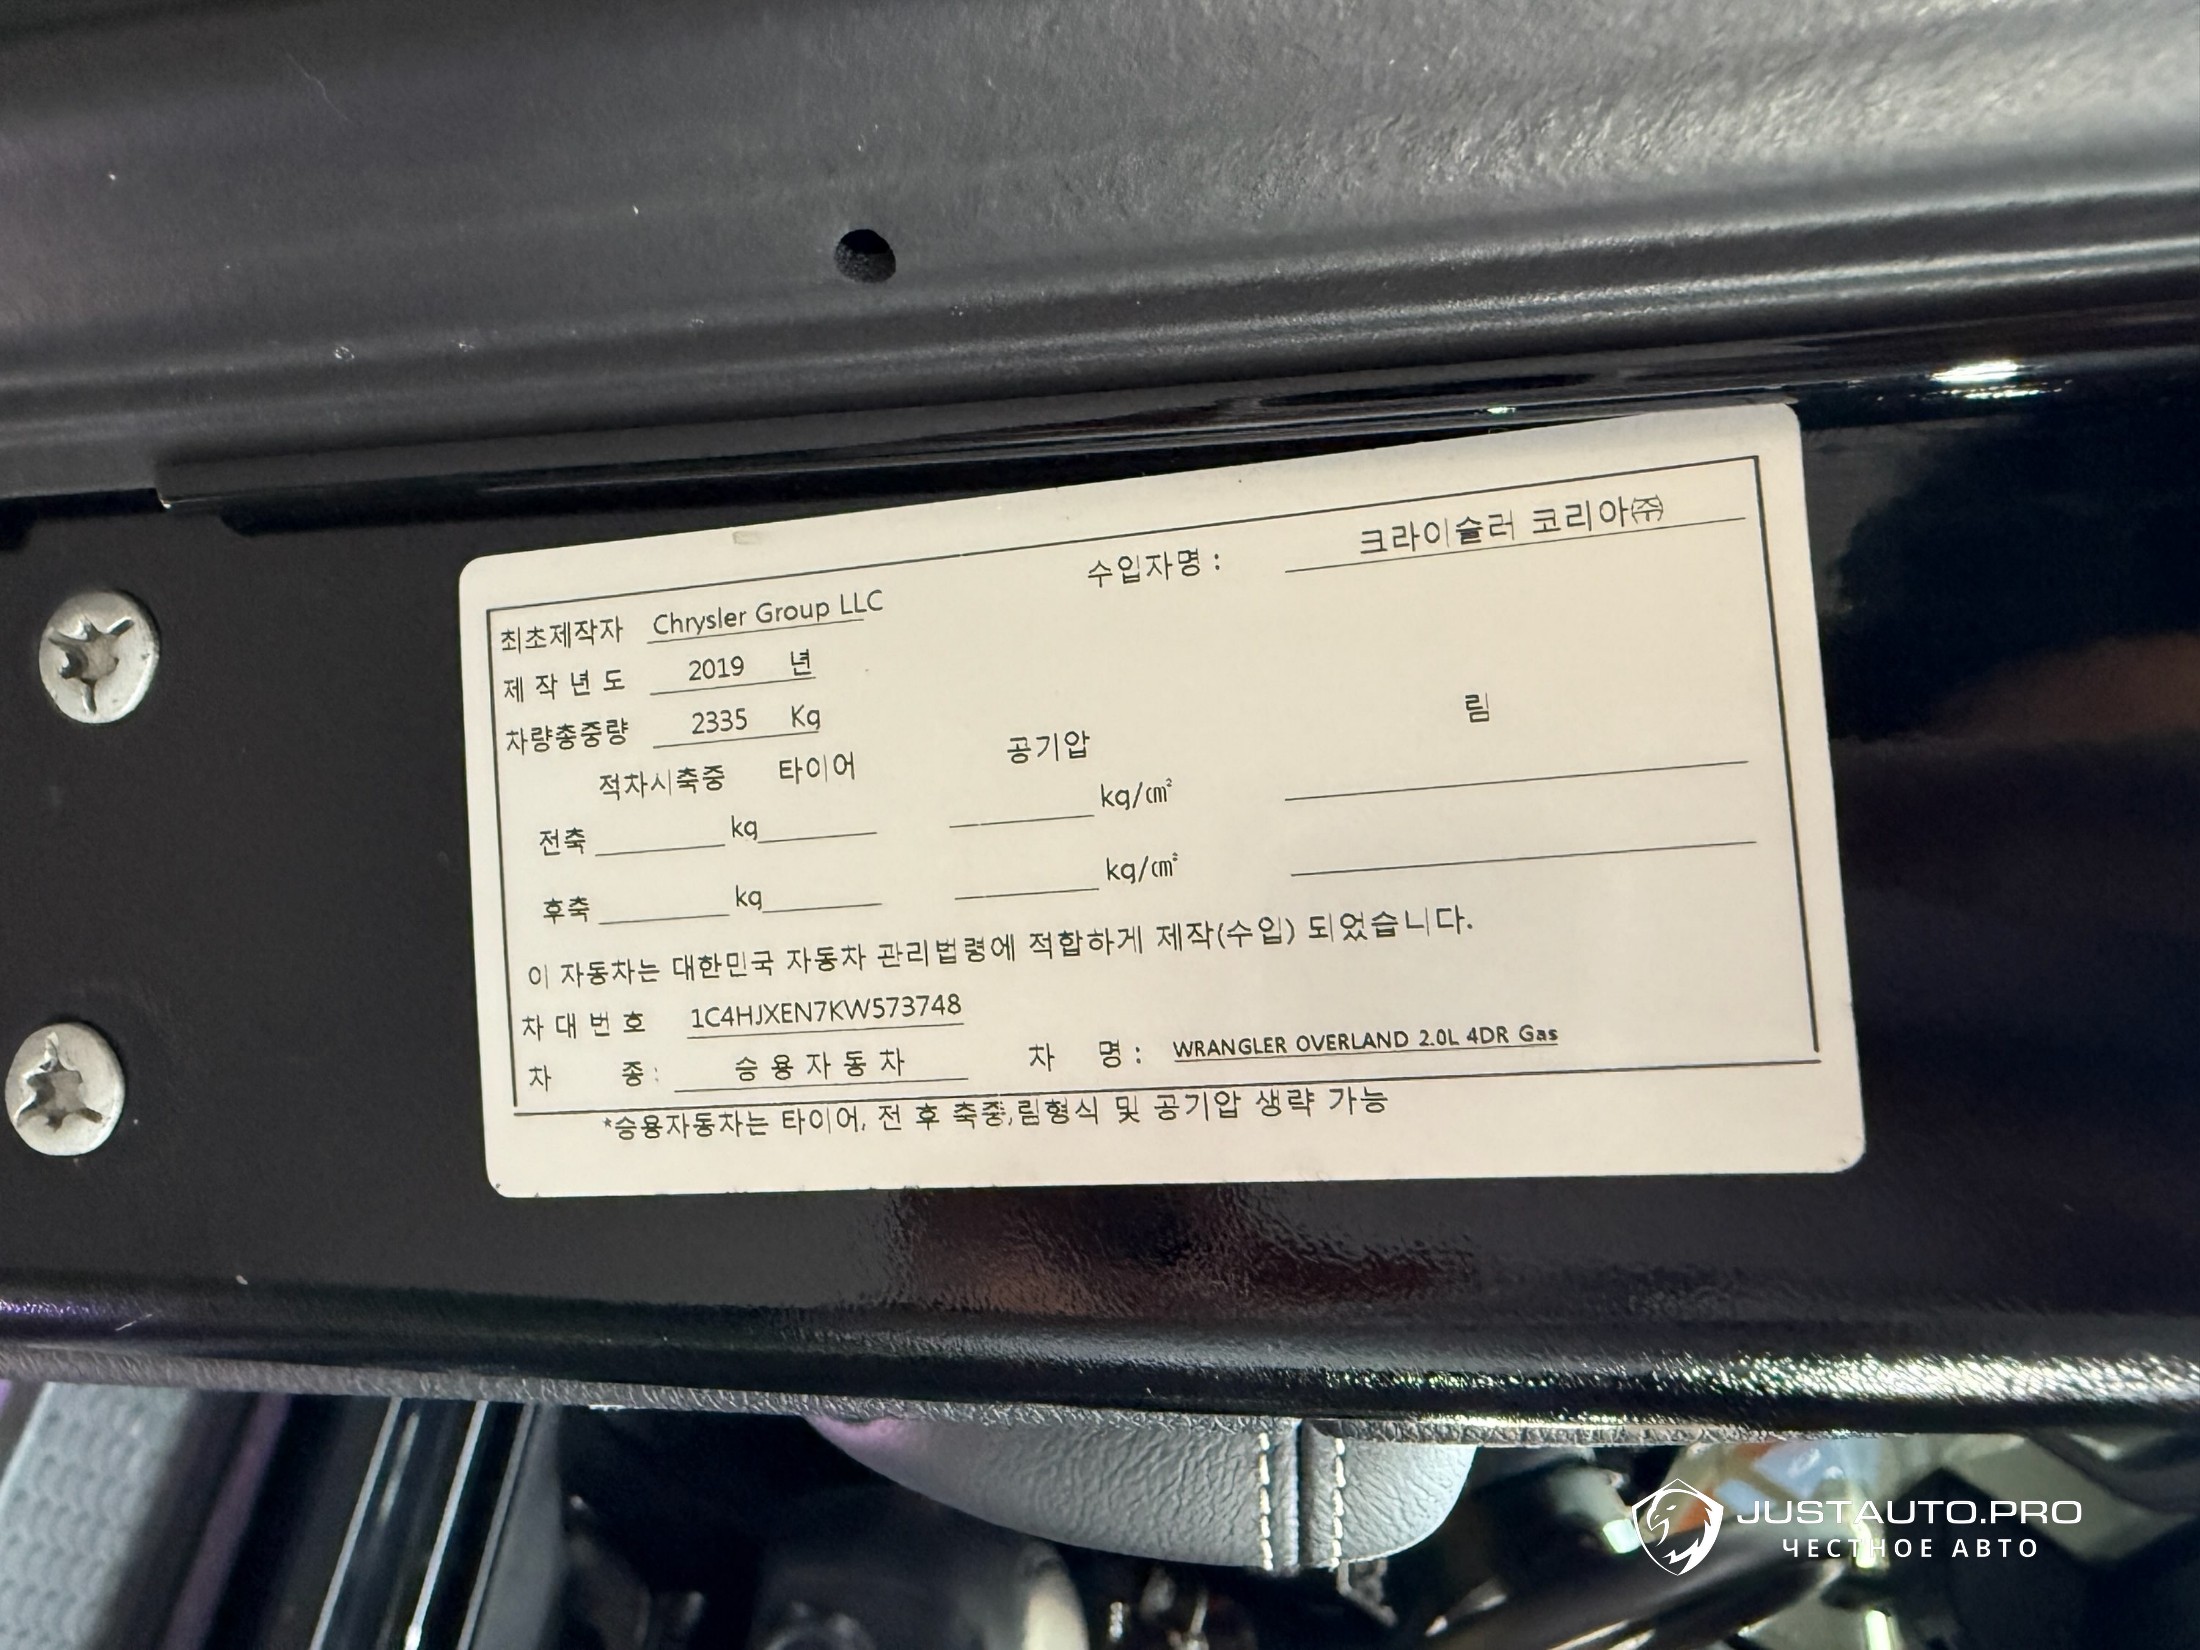 수입자명 : 크라이슬러 코리아㈜
최초제작자 Chrysler Group LLC
제 작 년 도 2019 년
차량총중량 2335 Kg
적차시축중 타이어 공기압 림
전축 kg kg/㎠
후축 kg kg/㎠
이 자동차는 대한민국 자동차 관리법령에 적합하게 제작(수입) 되었습니다.
차 대 번 호 1C4HJXEN7KW573748
차 종 : 승 용 자 동 차 차 명 : WRANGLER OVERLAND 2.0L 4DR Gas
*승용자동차는 타이어, 전 후 축중,림형식 및 공기압 생략 가능
JUSTAUTO.PRO
ЧЕСТНОЕ АВТО